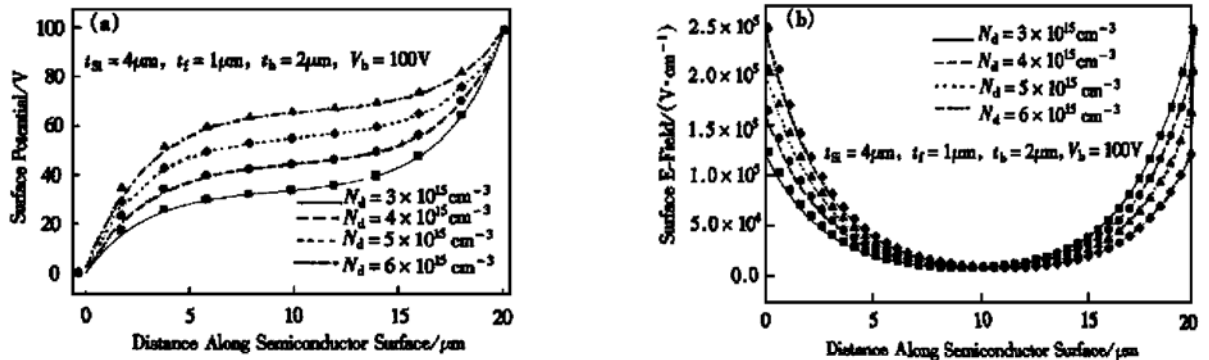 (a)
100
80
60
40
20
0
Surface Potential/V
t_Si = 4μm, t_f = 1μm, t_b = 2μm, V_b = 100V
N_d = 3 × 10^15 cm^-3
N_d = 4 × 10^15 cm^-3
N_d = 5 × 10^15 cm^-3
N_d = 6 × 10^15 cm^-3
0 5 10 15 20
Distance Along Semiconductor Surface/μm
(b)
2.5×10^5
2.0×10^5
1.5×10^5
1.0×10^5
5.0×10^4
0.0
Surface E-Field/(V·cm^-1)
N_d = 3 × 10^15 cm^-3
N_d = 4 × 10^15 cm^-3
N_d = 5 × 10^15 cm^-3
N_d = 6 × 10^15 cm^-3
t_Si = 4μm, t_f = 1μm, t_b = 2μm, V_b = 100V
0 5 10 15 20
Distance Along Semiconductor Surface/μm